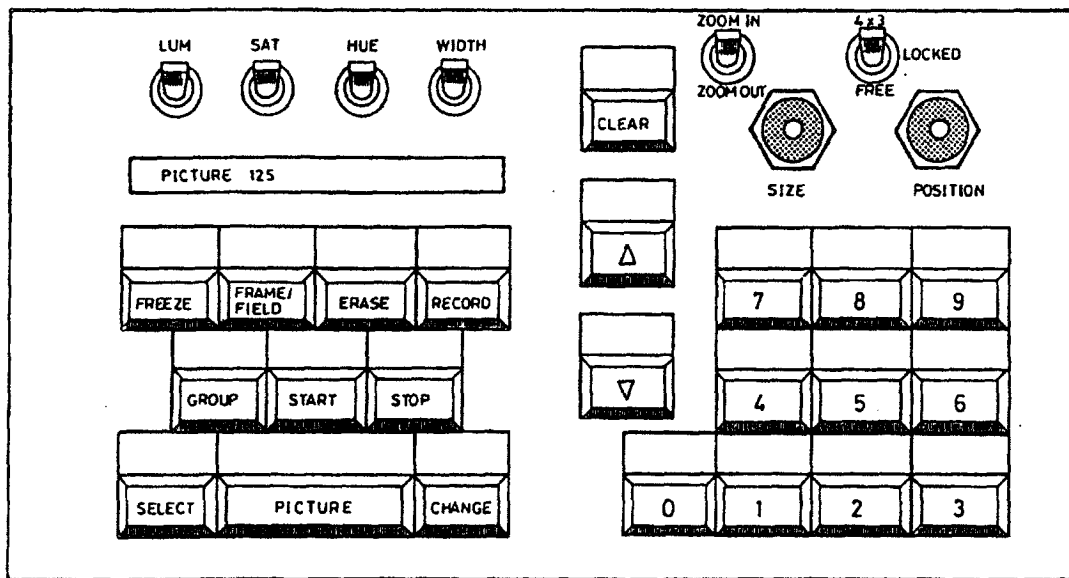 LUM SAT HUE WIDTH
ZOOM IN
ZOOM OUT
4x3
LOCKED
FREE
CLEAR
SIZE POSITION
PICTURE 125
△
▽
FREEZE FRAME/
FIELD ERASE RECORD
GROUP START STOP
SELECT PICTURE CHANGE
7 8 9
4 5 6
0 1 2 3